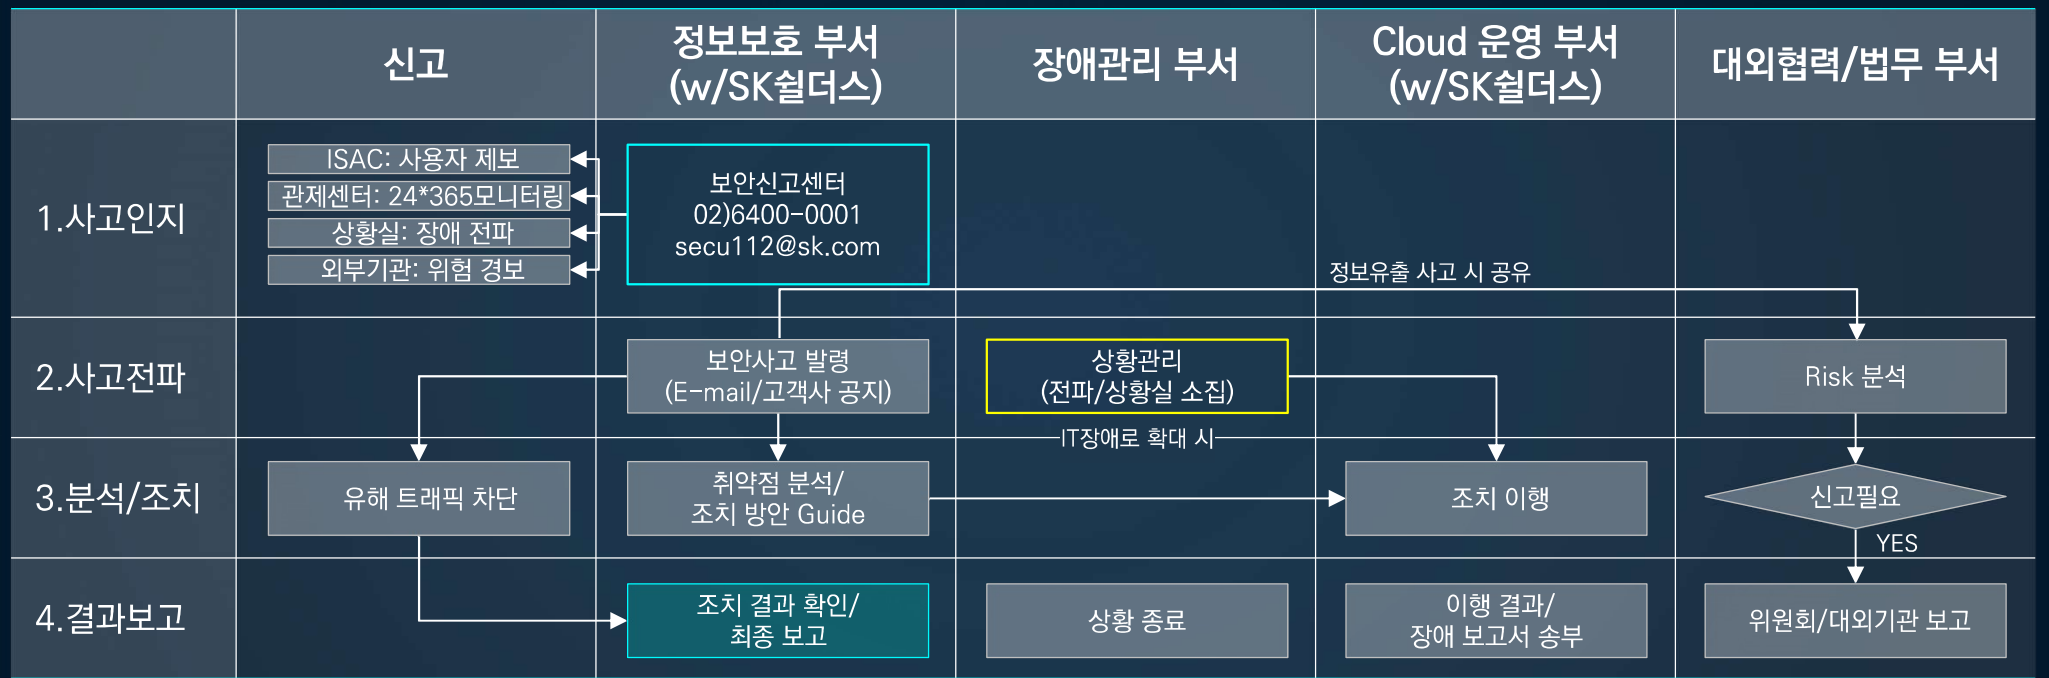 신고
정보보호 부서
(w/SK쉴더스)
장애관리 부서
Cloud 운영 부서
(w/SK쉴더스)
대외협력/법무 부서
1.사고인지
ISAC: 사용자 제보
관제센터: 24*365모니터링
상황실: 장애 전파
외부기관: 위험 경보
보안신고센터
02)6400-0001
secu112@sk.com
정보유출 사고 시 공유
2.사고전파
보안사고 발령
(E-mail/고객사 공지)
상황관리
(전파/상황실 소집)
Risk 분석
IT장애로 확대 시
3.분석/조치
유해 트래픽 차단
취약점 분석/
조치 방안 Guide
조치 이행
신고필요
YES
4.결과보고
조치 결과 확인/
최종 보고
상황 종료
이행 결과/
장애 보고서 송부
위원회/대외기관 보고